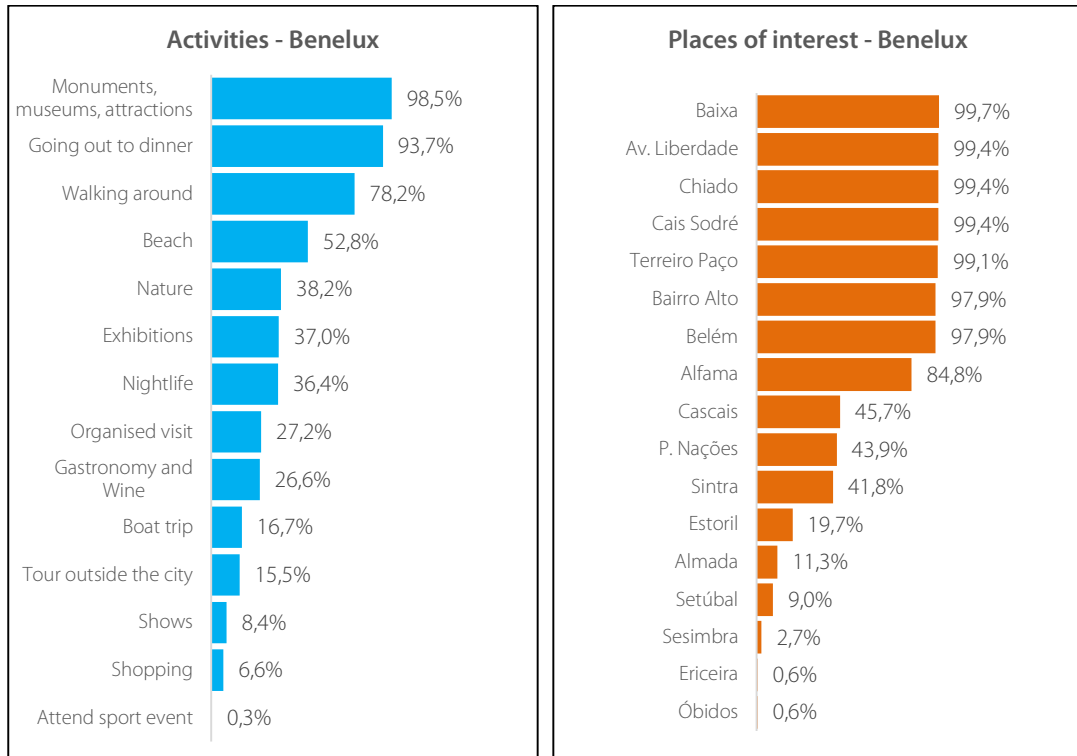 Activities - Benelux
Monuments,
museums, attractions
98,5%
Going out to dinner
93,7%
Walking around
78,2%
Beach
52,8%
Nature
38,2%
Exhibitions
37,0%
Nightlife
36,4%
Organised visit
27,2%
Gastronomy and
Wine
26,6%
Boat trip
16,7%
Tour outside the city
15,5%
Shows
8,4%
Shopping
6,6%
Attend sport event
0,3%
Places of interest - Benelux
Baixa
99,7%
Av. Liberdade
99,4%
Chiado
99,4%
Cais Sodré
99,4%
Terreiro Paço
99,1%
Bairro Alto
97,9%
Belém
97,9%
Alfama
84,8%
Cascais
45,7%
P. Nações
43,9%
Sintra
41,8%
Estoril
19,7%
Almada
11,3%
Setúbal
9,0%
Sesimbra
2,7%
Ericeira
0,6%
Óbidos
0,6%